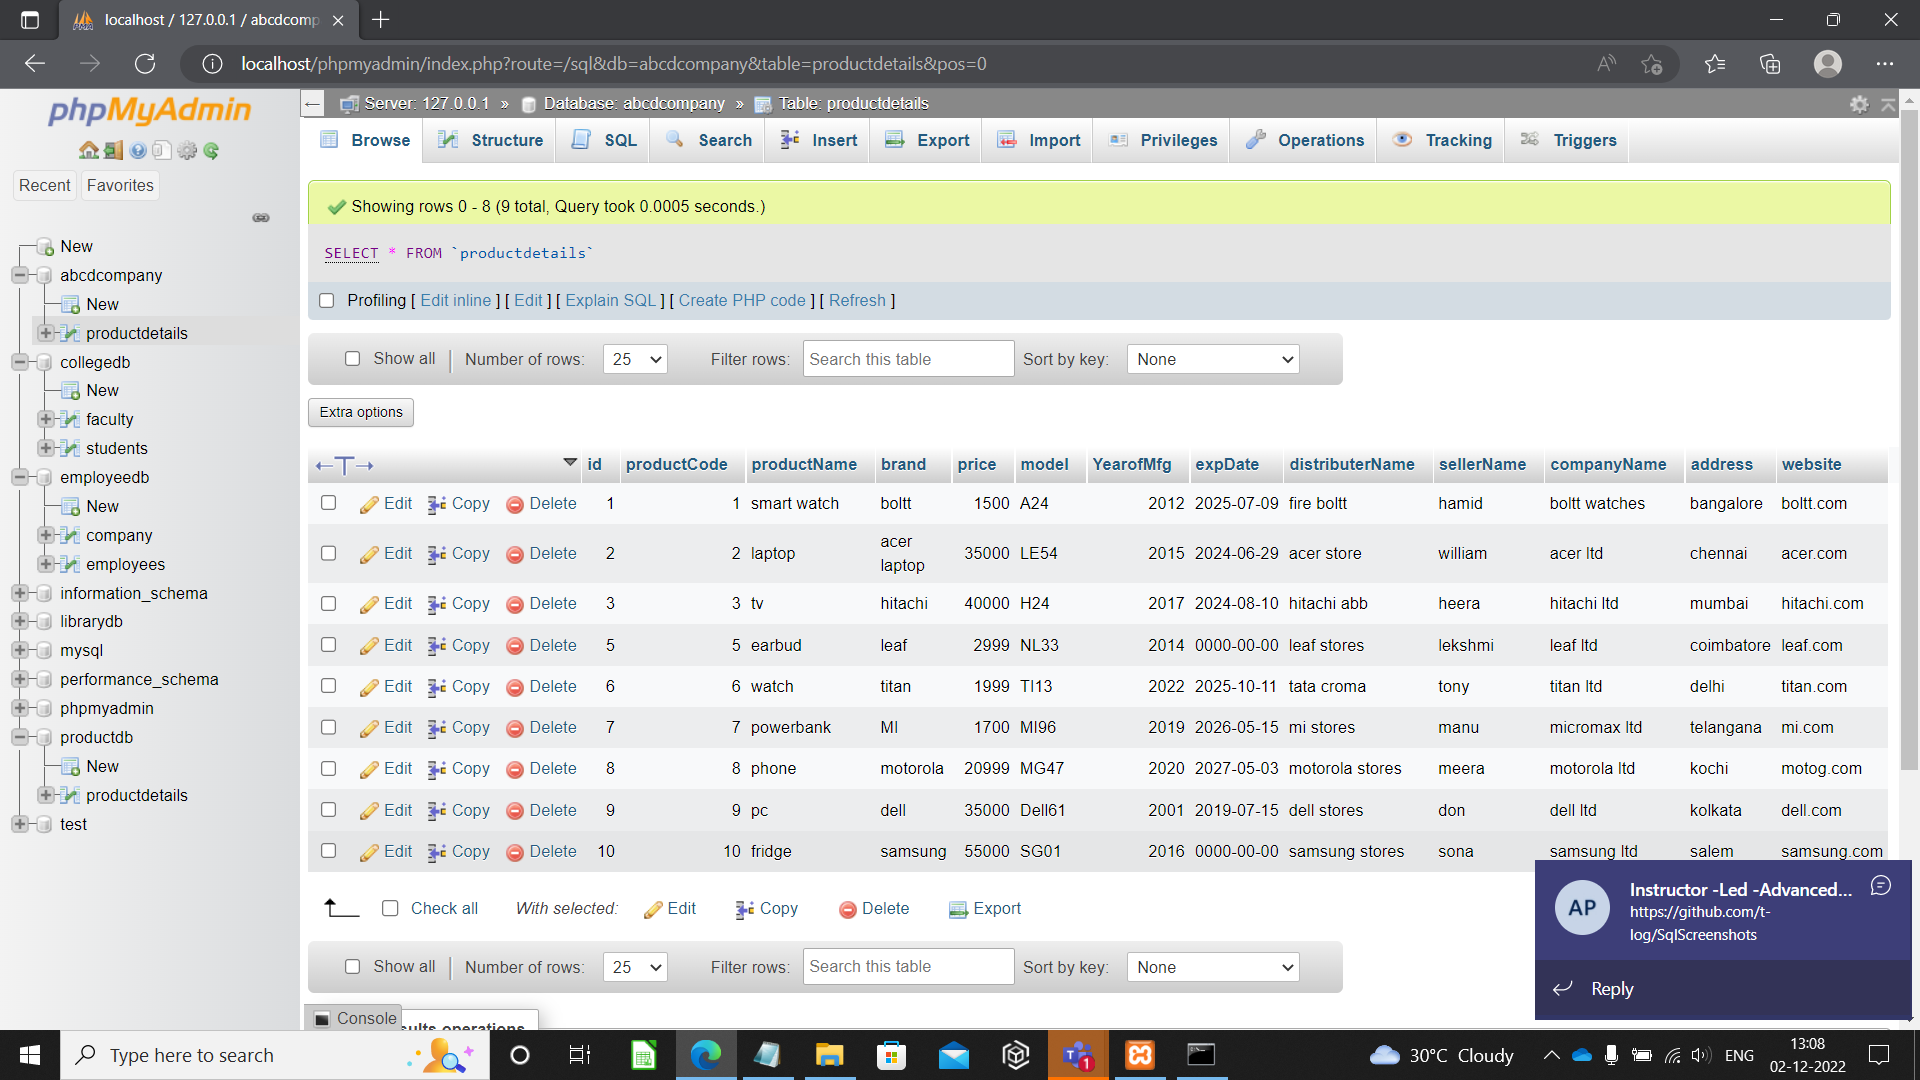 localhost / 127.0.0.1 / abcdcomp
localhost/phpmyadmin/index.php?route=/sql&db=abcdcompany&table=productdetails&pos=0
phpMyAdmin
Recent Favorites
New
abcdcompany
New
productdetails
collegedb
New
faculty
students
employeedb
New
company
employees
information_schema
librarydb
mysql
performance_schema
phpmyadmin
productdb
New
productdetails
test
Server: 127.0.0.1 » Database: abcdcompany » Table: productdetails
Browse Structure SQL Search Insert Export Import Privileges Operations Tracking Triggers
Showing rows 0 - 8 (9 total, Query took 0.0005 seconds.)
SELECT * FROM `productdetails`
Profiling [ Edit inline ] [ Edit ] [ Explain SQL ] [ Create PHP code ] [ Refresh ]
Show all Number of rows: 25 Filter rows: Search this table Sort by key: None
Extra options
←T→ id productCode productName brand price model YearofMfg expDate distributerName sellerName companyName address website
Edit Copy Delete 1 1 smart watch boltt 1500 A24 2012 2025-07-09 fire boltt hamid boltt watches bangalore boltt.com
Edit Copy Delete 2 2 laptop acer laptop 35000 LE54 2015 2024-06-29 acer store william acer ltd chennai acer.com
Edit Copy Delete 3 3 tv hitachi 40000 H24 2017 2024-08-10 hitachi abb heera hitachi ltd mumbai hitachi.com
Edit Copy Delete 5 5 earbud leaf 2999 NL33 2014 0000-00-00 leaf stores lekshmi leaf ltd coimbatore leaf.com
Edit Copy Delete 6 6 watch titan 1999 TI13 2022 2025-10-11 tata croma tony titan ltd delhi titan.com
Edit Copy Delete 7 7 powerbank MI 1700 MI96 2019 2026-05-15 mi stores manu micromax ltd telangana mi.com
Edit Copy Delete 8 8 phone motorola 20999 MG47 2020 2027-05-03 motorola stores meera motorola ltd kochi motog.com
Edit Copy Delete 9 9 pc dell 35000 Dell61 2001 2019-07-15 dell stores don dell ltd kolkata dell.com
Edit Copy Delete 10 10 fridge samsung 55000 SG01 2016 0000-00-00 samsung stores sona samsung ltd salem samsung.com
Check all With selected: Edit Copy Delete Export
Show all Number of rows: 25 Filter rows: Search this table Sort by key: None
Console
AP
Instructor -Led -Advanced...
https://github.com/t-
log/SqlScreenshots
Reply
Type here to search
1
30°C Cloudy
ENG
13:08
02-12-2022